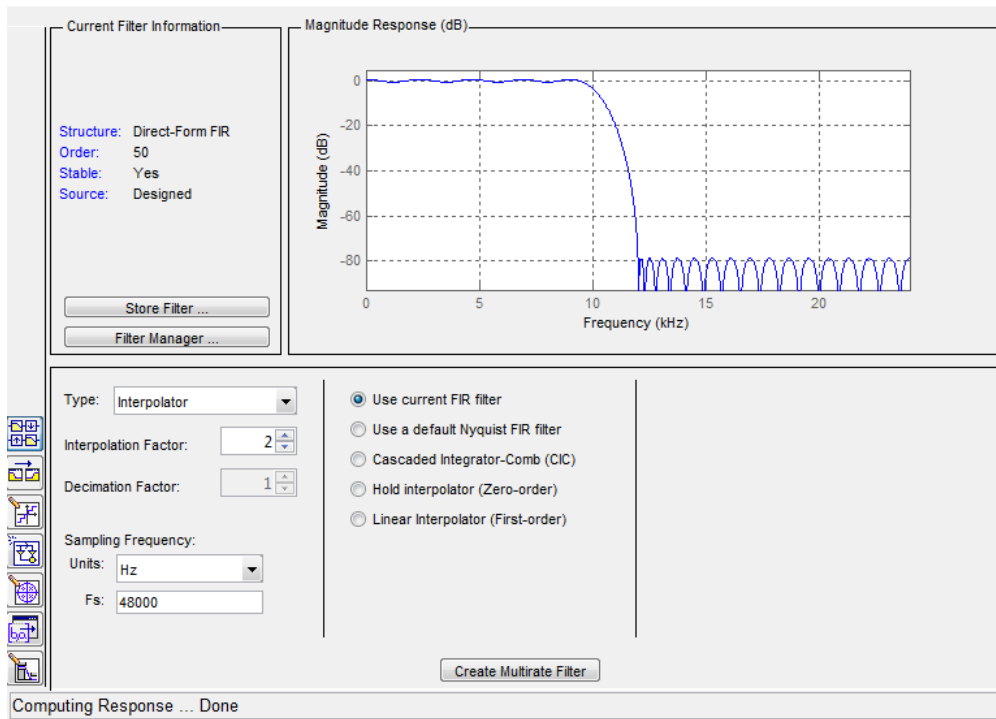 Current Filter Information
Structure: Direct-Form FIR
Order: 50
Stable: Yes
Source: Designed
Store Filter ...
Filter Manager ...
Magnitude Response (dB)
0
-20
-40
-60
-80
Magnitude (dB)
0 5 10 15 20
Frequency (kHz)
Type: Interpolator
Interpolation Factor: 2
Decimation Factor: 1
Sampling Frequency:
Units: Hz
Fs: 48000
Use current FIR filter
Use a default Nyquist FIR filter
Cascaded Integrator-Comb (CIC)
Hold interpolator (Zero-order)
Linear Interpolator (First-order)
Create Multirate Filter
Computing Response ... Done